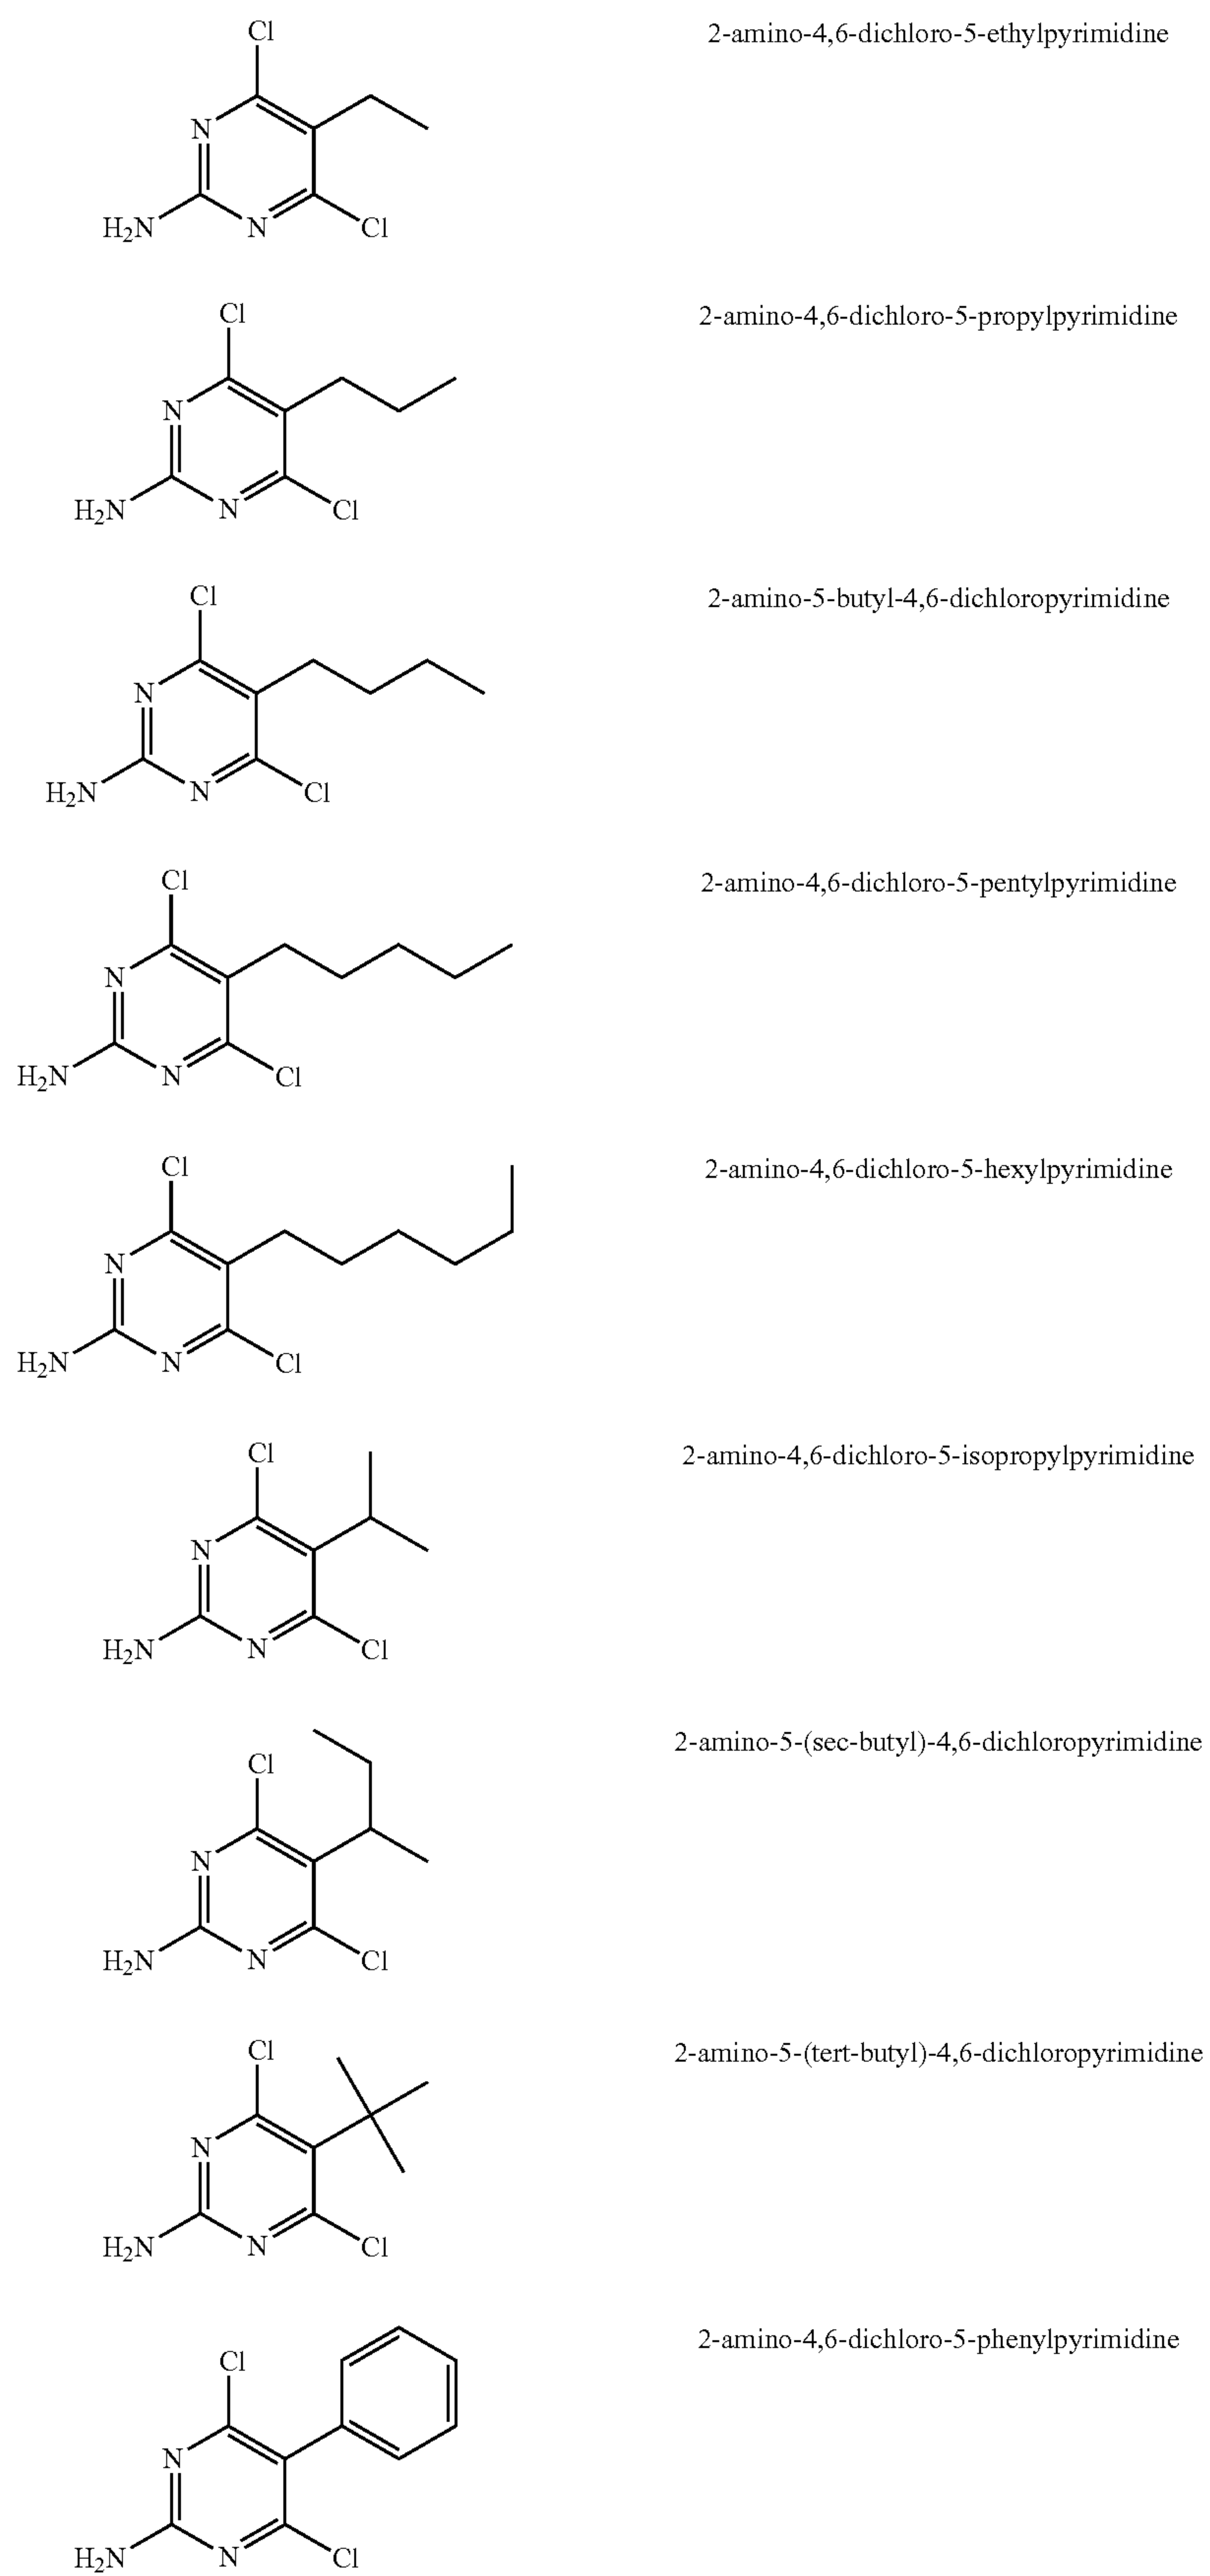 Cl
2-amino-4,6-dichloro-5-ethylpyrimidine
N
H2N
N
Cl
Cl
2-amino-4,6-dichloro-5-propylpyrimidine
N
H2N
N
Cl
Cl
2-amino-5-butyl-4,6-dichloropyrimidine
N
H2N
N
Cl
Cl
2-amino-4,6-dichloro-5-pentylpyrimidine
N
H2N
N
Cl
Cl
2-amino-4,6-dichloro-5-hexylpyrimidine
N
H2N
N
Cl
Cl
2-amino-4,6-dichloro-5-isopropylpyrimidine
N
H2N
N
Cl
2-amino-5-(sec-butyl)-4,6-dichloropyrimidine
Cl
N
H2N
N
Cl
Cl
2-amino-5-(tert-butyl)-4,6-dichloropyrimidine
N
H2N
N
Cl
2-amino-4,6-dichloro-5-phenylpyrimidine
Cl
N
H2N
N
Cl